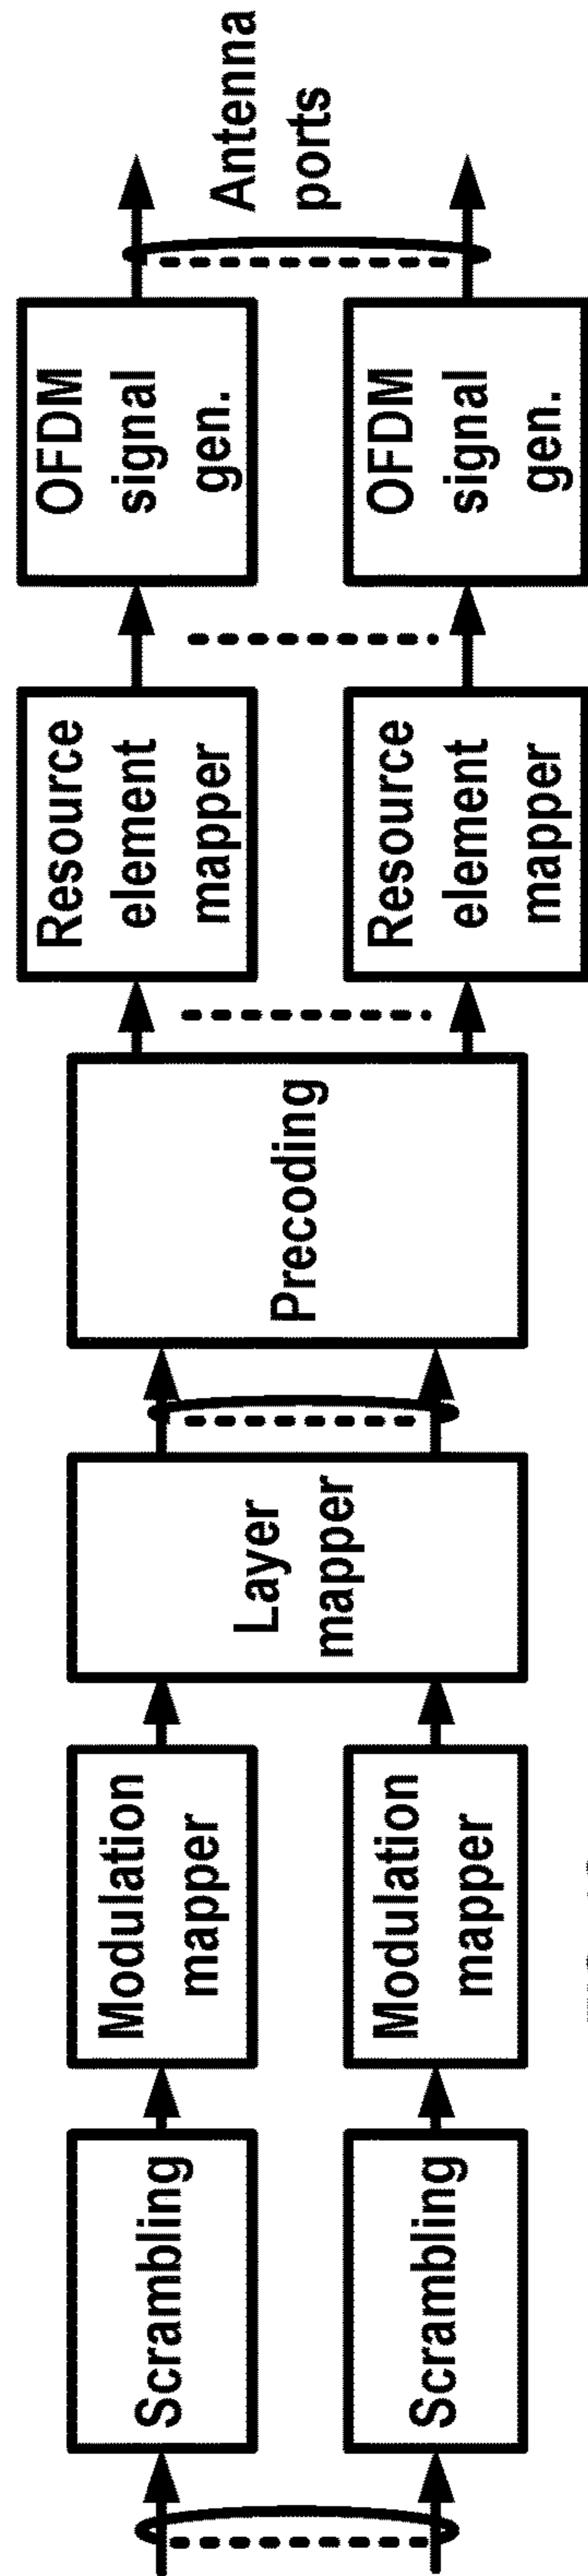 Scrambling
Scrambling
Modulation
mapper
Modulation
mapper
Layer
mapper
Precoding
Resource
element
mapper
Resource
element
mapper
OFDM
signal
gen.
OFDM
signal
gen.
Antenna
ports